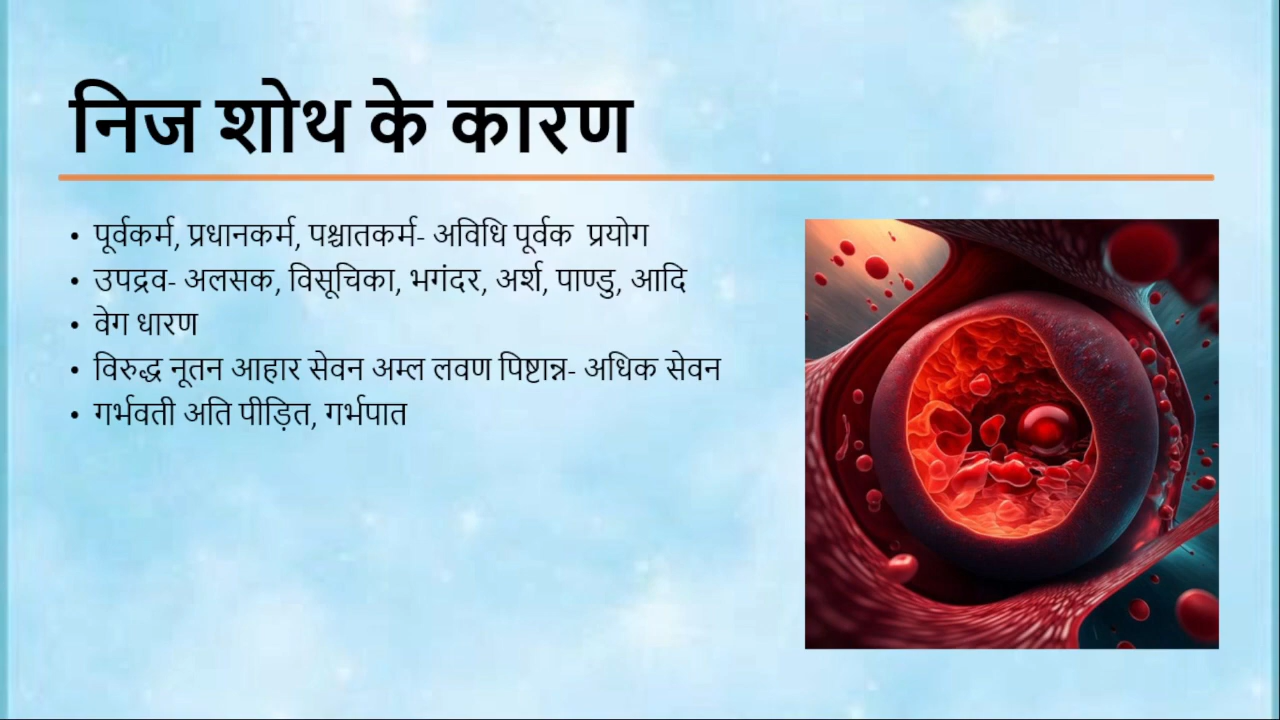 निज शोथ के कारण
• पूर्वकर्म, प्रधानकर्म, पश्चातकर्म- अविधि पूर्वक प्रयोग
• उपद्रव- अलसक, विसूचिका, भगंदर, अर्श, पाण्डु, आदि
• वेग धारण
• विरुद्ध नूतन आहार सेवन अम्ल लवण पिष्टान्न- अधिक सेवन
• गर्भवती अति पीड़ित, गर्भपात